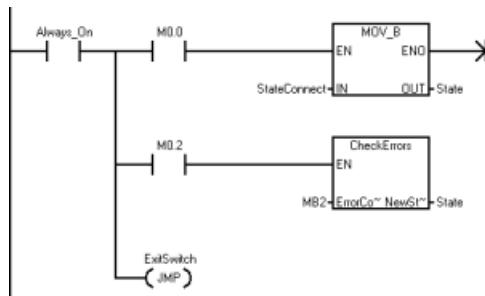 Always_On
M0.0
MOV_B
EN ENO
StateConnect IN OUT State
M0.2
CheckErrors
EN
MB2 ErrorCo~ NewSt~ State
ExitSwitch
JMP